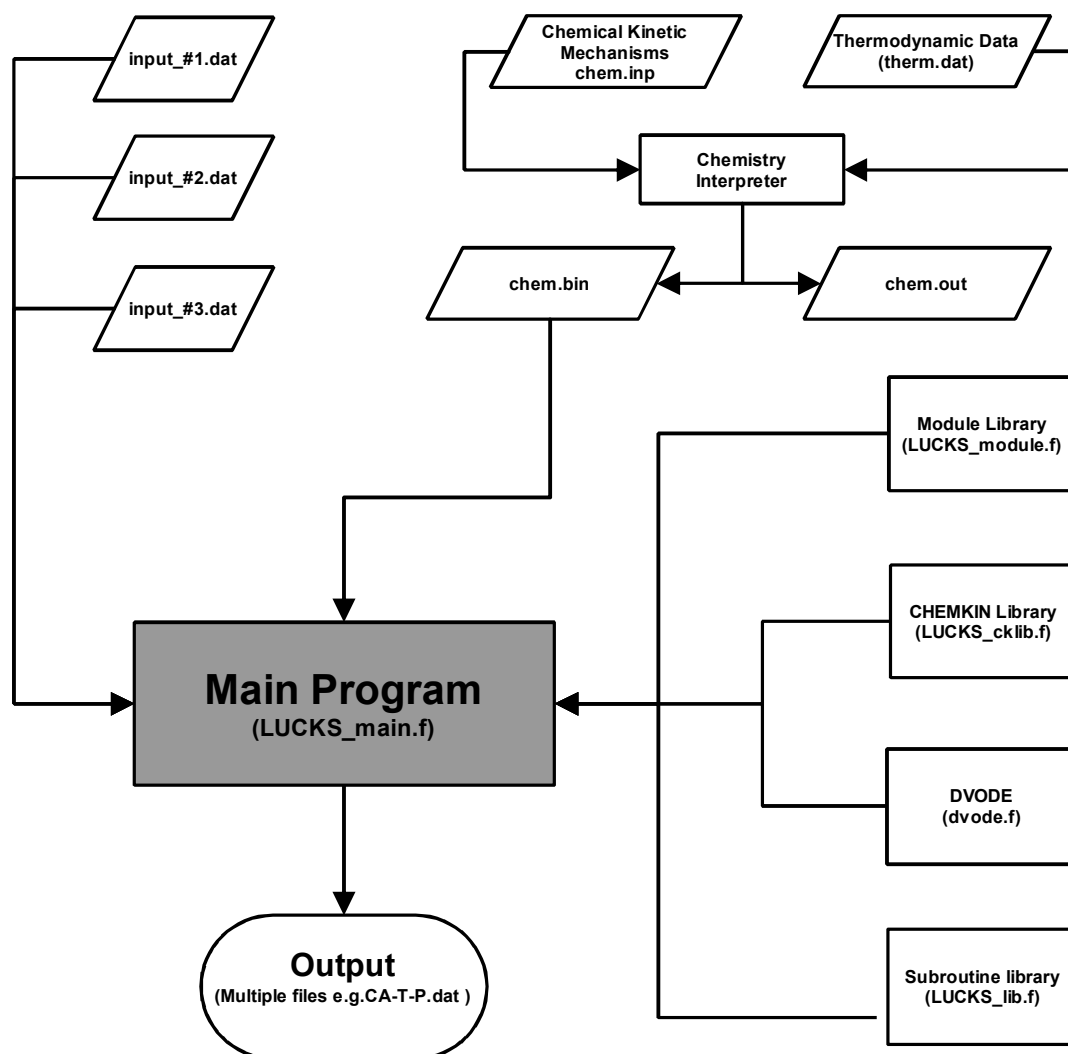 input_#1.dat
Chemical Kinetic
Mechanisms
chem.inp
Thermodynamic Data
(therm.dat)
input_#2.dat
Chemistry
Interpreter
input_#3.dat
chem.bin
chem.out
Module Library
(LUCKS_module.f)
CHEMKIN Library
(LUCKS_cklib.f)
Main Program
(LUCKS_main.f)
DVODE
(dvode.f)
Output
(Multiple files e.g.CA-T-P.dat )
Subroutine library
(LUCKS_lib.f)